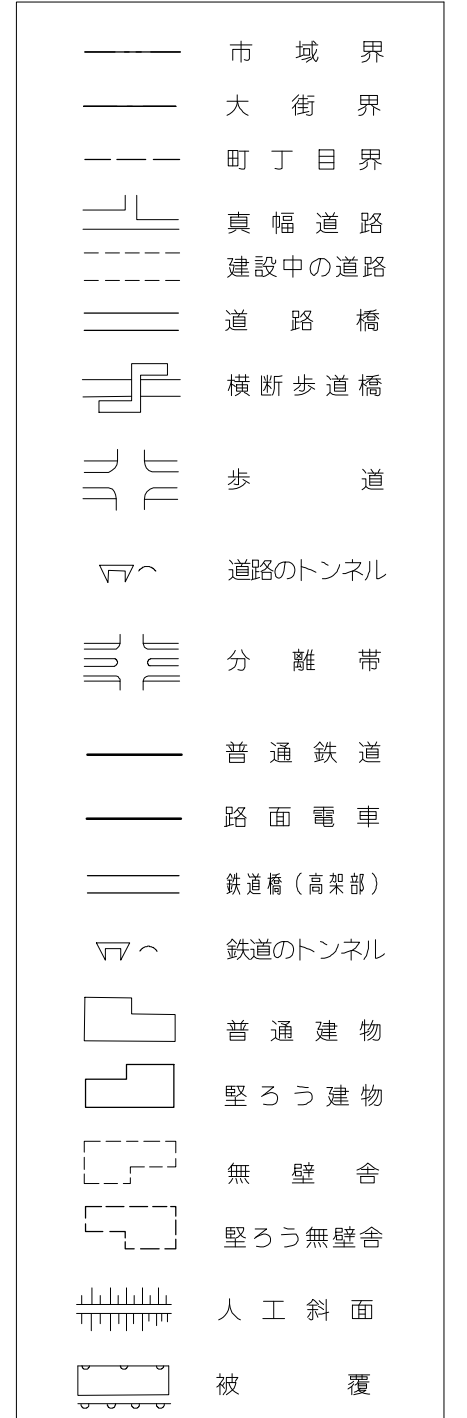 市域界
大街界
町丁目界
真幅道路
建設中の道路
道路橋
横断歩道橋
歩道
道路のトンネル
分離帯
普通鉄道
路面電車
鉄道橋（高架部）
鉄道のトンネル
普通建物
堅ろう建物
無壁舎
堅ろう無壁舎
人工斜面
被覆